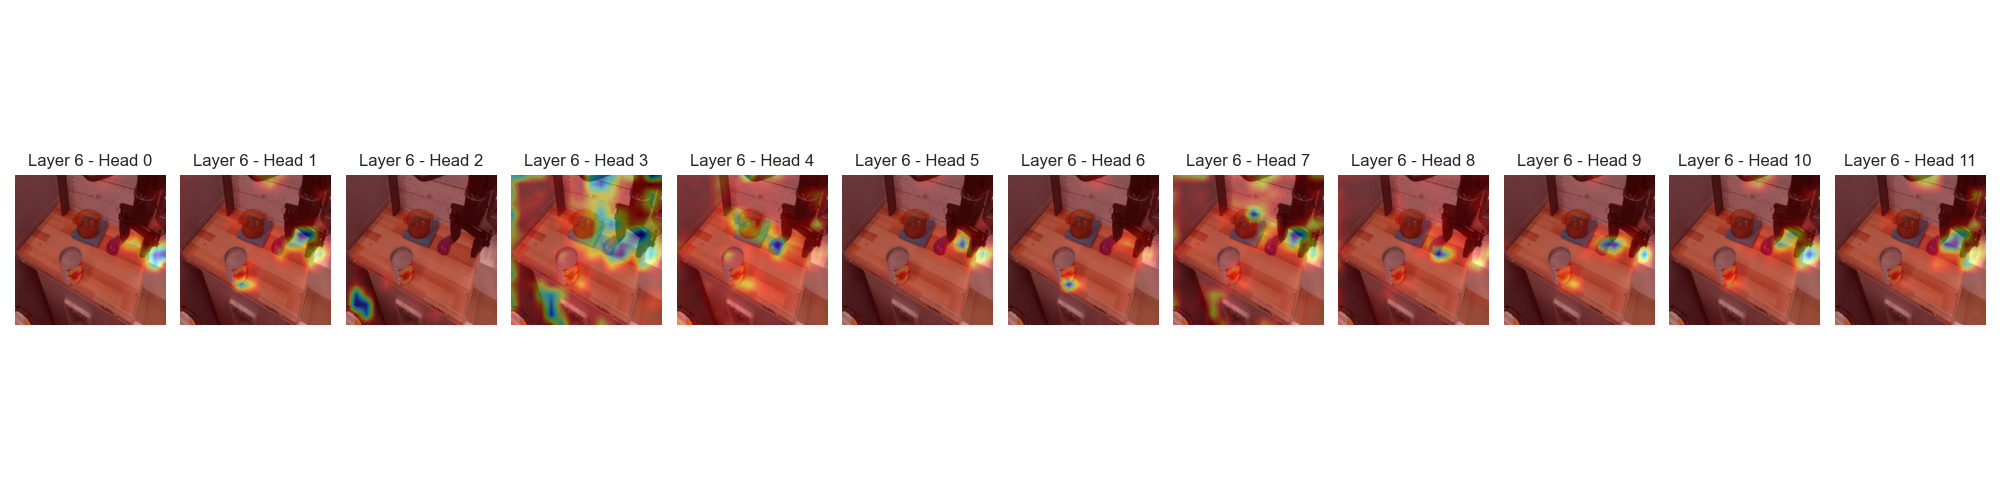 Layer 6 - Head 0
Layer 6 - Head 1
Layer 6 - Head 2
Layer 6 - Head 3
Layer 6 - Head 4
Layer 6 - Head 5
Layer 6 - Head 6
Layer 6 - Head 7
Layer 6 - Head 8
Layer 6 - Head 9
Layer 6 - Head 10
Layer 6 - Head 11